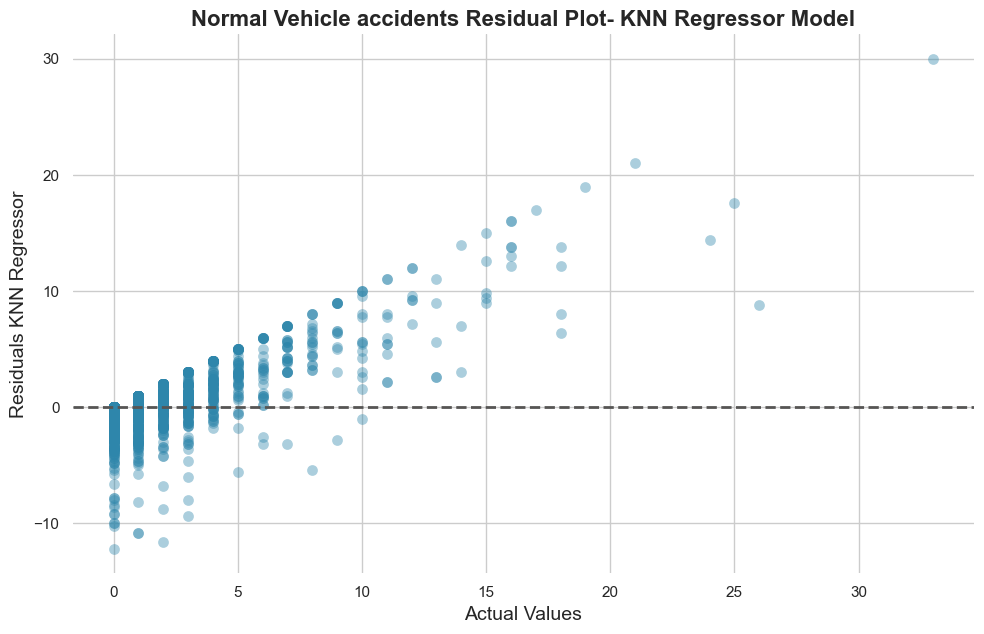 Normal Vehicle accidents Residual Plot- KNN Regressor Model
Residuals KNN Regressor
30
20
10
0
−10
0 5 10 15 20 25 30
Actual Values